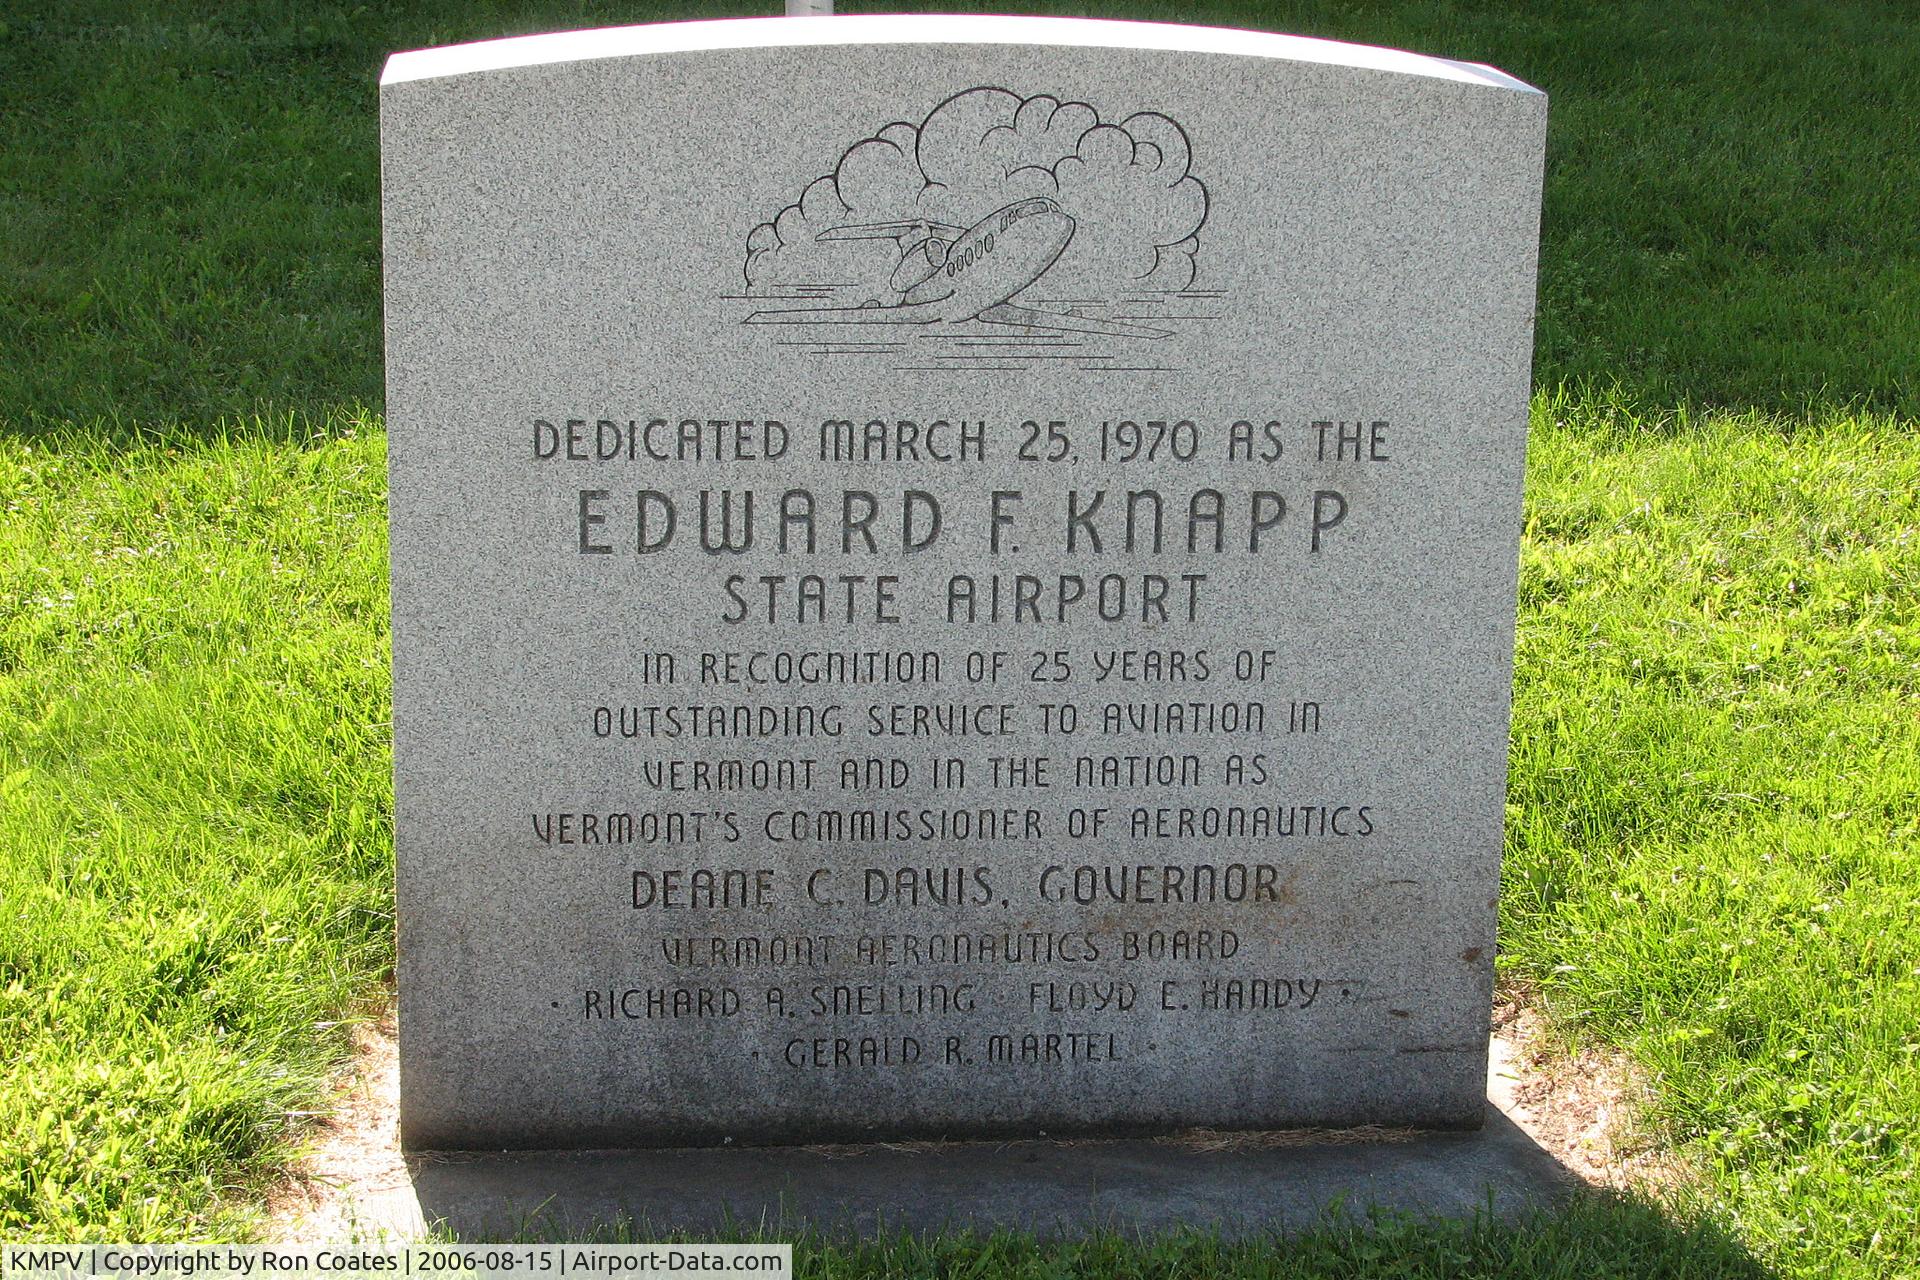 DEDICATED MARCH 25, 1970 AS THE
EDWARD F. KNAPP
STATE AIRPORT
IN RECOGNITION OF 25 YEARS OF
OUTSTANDING SERVICE TO AVIATION IN
VERMONT AND IN THE NATION AS
VERMONT'S COMMISSIONER OF AERONAUTICS
DEANE C. DAVIS, GOVERNOR
VERMONT AERONAUTICS BOARD
· RICHARD A. SNELLING · FLOYD E. HANDY ·
· GERALD R. MARTEL ·
KMPV | Copyright by Ron Coates | 2006-08-15 | Airport-Data.com